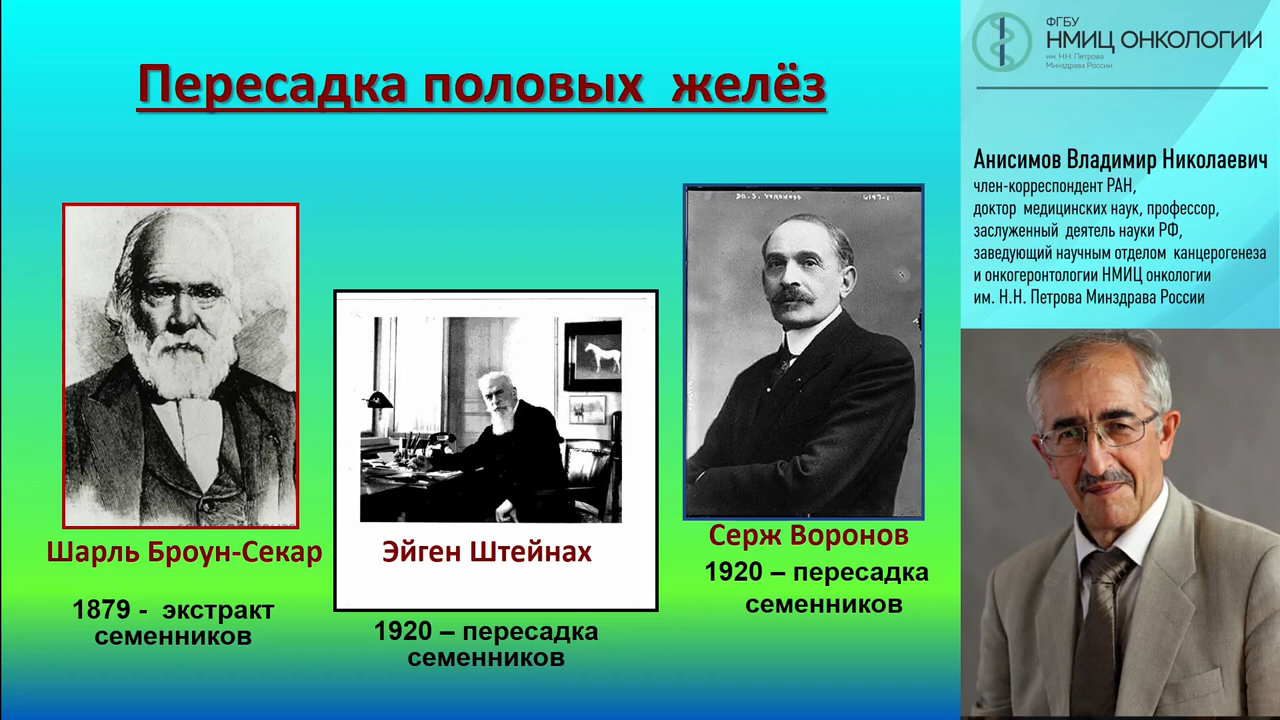 Пересадка половых желёз
DR. S. VORONOFF
Шарль Броун-Секар
1879 - экстракт
семенников
Эйген Штейнах
1920 – пересадка
семенников
Серж Воронов
1920 – пересадка
семенников
ФГБУ
НМИЦ ОНКОЛОГИИ
им. Н.Н. Петрова
Минздрава России
Анисимов Владимир Николаевич
член-корреспондент РАН,
доктор медицинских наук, профессор,
заслуженный деятель науки РФ,
заведующий научным отделом канцерогенеза
и онкогеронтологии НМИЦ онкологии
им. Н.Н. Петрова Минздрава России